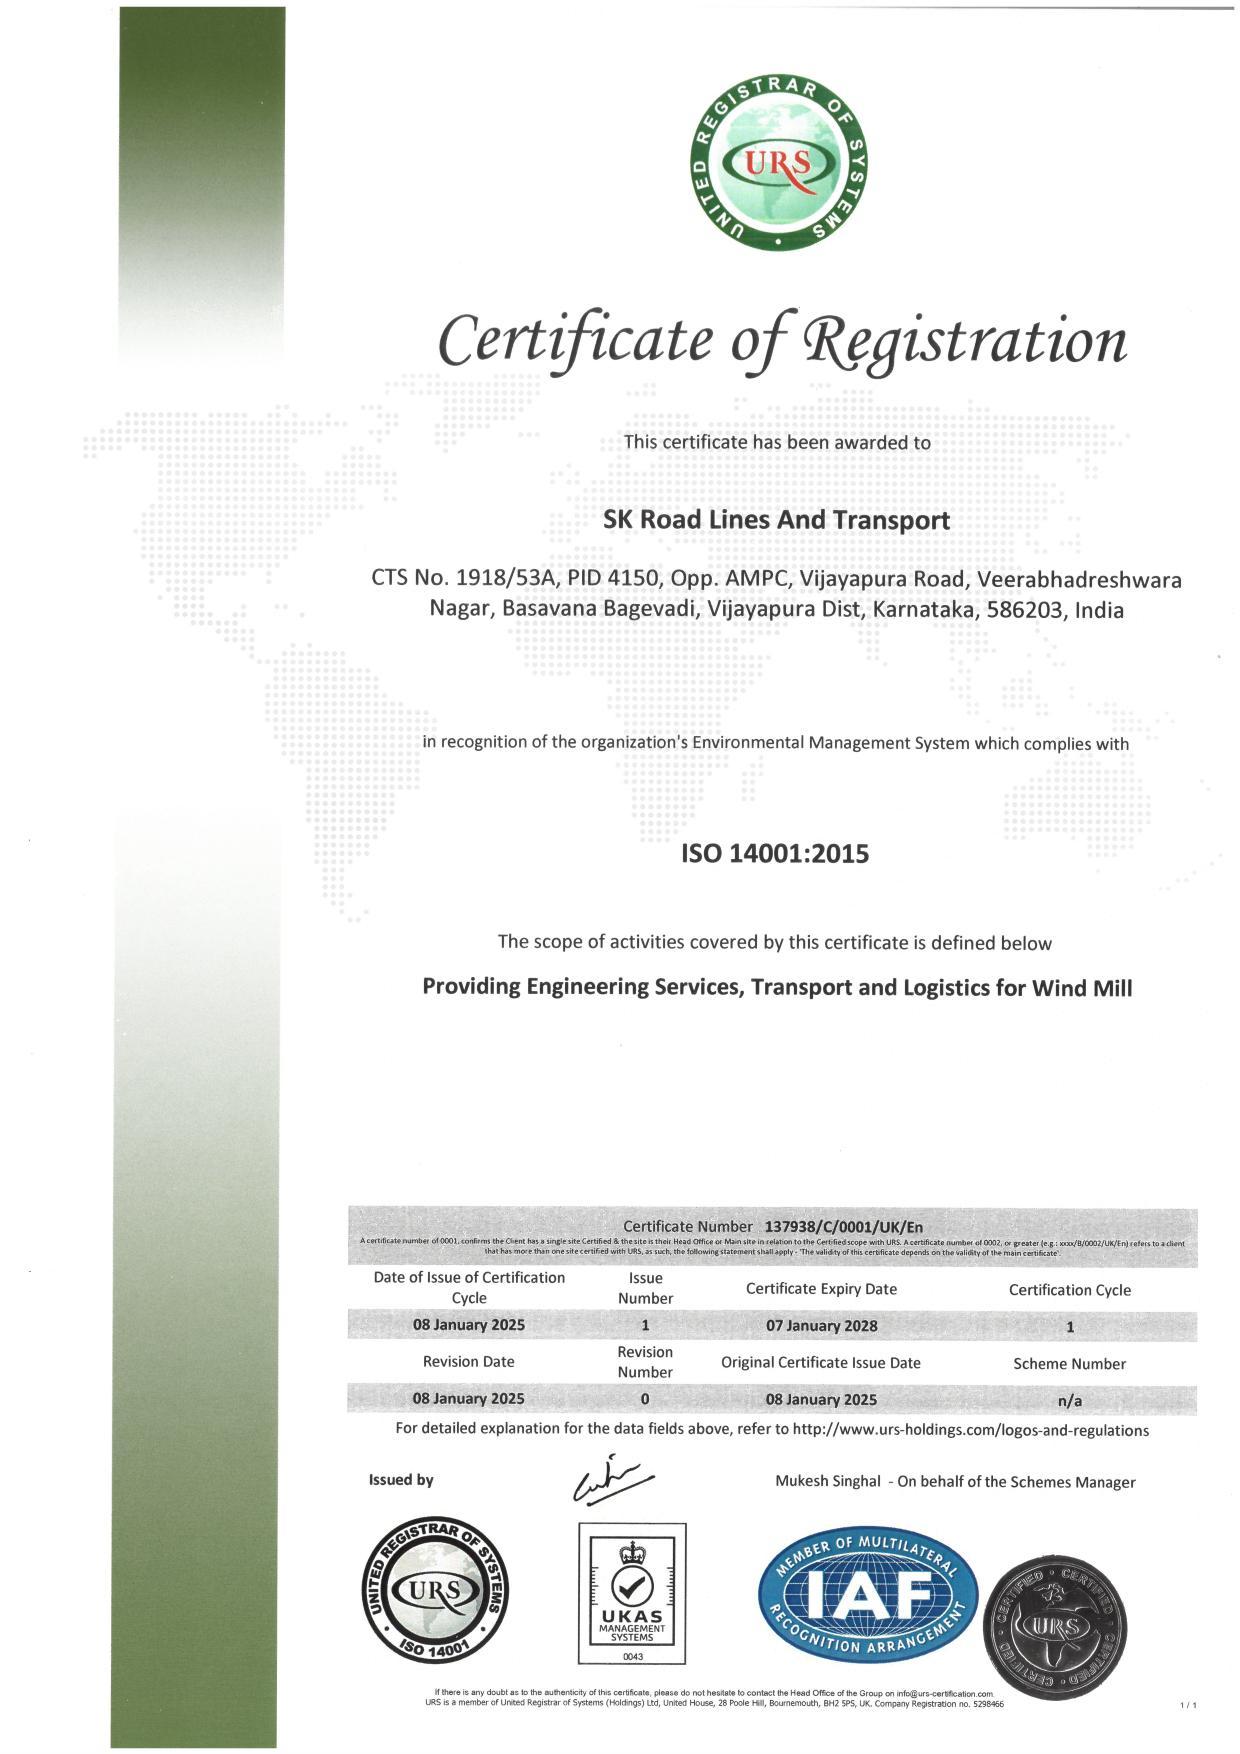 UNITED REGISTRAR OF SYSTEMS
URS
Certificate of Registration
This certificate has been awarded to
SK Road Lines And Transport
CTS No. 1918/53A, PID 4150, Opp. AMPC, Vijayapura Road, Veerabhadreshwara
Nagar, Basavana Bagevadi, Vijayapura Dist, Karnataka, 586203, India
in recognition of the organization's Environmental Management System which complies with
ISO 14001:2015
The scope of activities covered by this certificate is defined below
Providing Engineering Services, Transport and Logistics for Wind Mill
Certificate Number 137938/C/0001/UK/En
A certificate number of 0001, confirms the Client has a single site Certified & the site is their Head Office or Main site in relation to the Certified scope with URS. A certificate number of 0002, or greater (e.g.: xxxx/B/0002/UK/En) refers to a client
that has more than one site certified with URS, as such, the following statement shall apply - 'The validity of this certificate depends on the validity of the main certificate'.
Date of Issue of Certification Cycle
Issue Number
Certificate Expiry Date
Certification Cycle
08 January 2025 1 07 January 2028 1
Revision Date
Revision Number
Original Certificate Issue Date
Scheme Number
08 January 2025 0 08 January 2025 n/a
For detailed explanation for the data fields above, refer to http://www.urs-holdings.com/logos-and-regulations
Issued by
Mukesh Singhal - On behalf of the Schemes Manager
UNITED REGISTRAR OF SYSTEMS
URS
ISO 14001
UKAS
MANAGEMENT
SYSTEMS
0043
MEMBER OF MULTILATERAL
IAF
RECOGNITION ARRANGEMENT
CERTIFIED CERTIFIED CERTIFIED CERTIFIED
URS
If there is any doubt as to the authenticity of this certificate, please do not hesitate to contact the Head Office of the Group on info@urs-certification.com.
URS is a member of United Registrar of Systems (Holdings) Ltd, United House, 28 Poole Hill, Bournemouth, BH2 5PS, UK. Company Registration no. 5298466
1 / 1